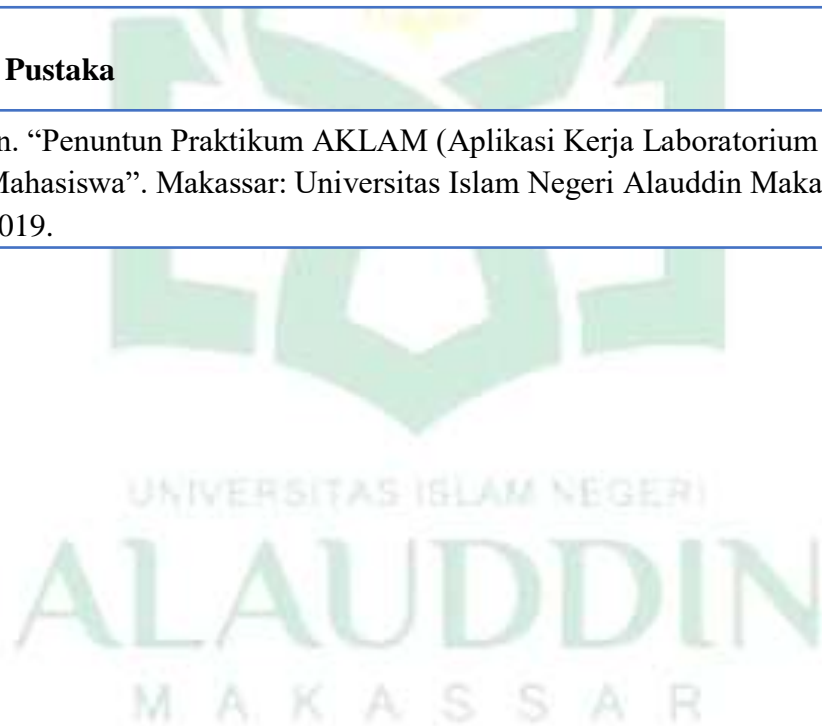 Pustaka
n. “Penuntun Praktikum AKLAM (Aplikasi Kerja Laboratorium
Mahasiswa”. Makassar: Universitas Islam Negeri Alauddin Maka
019.
UNIVERSITAS ISLAM NEGERI
ALAUDDIN
MAKASSAR